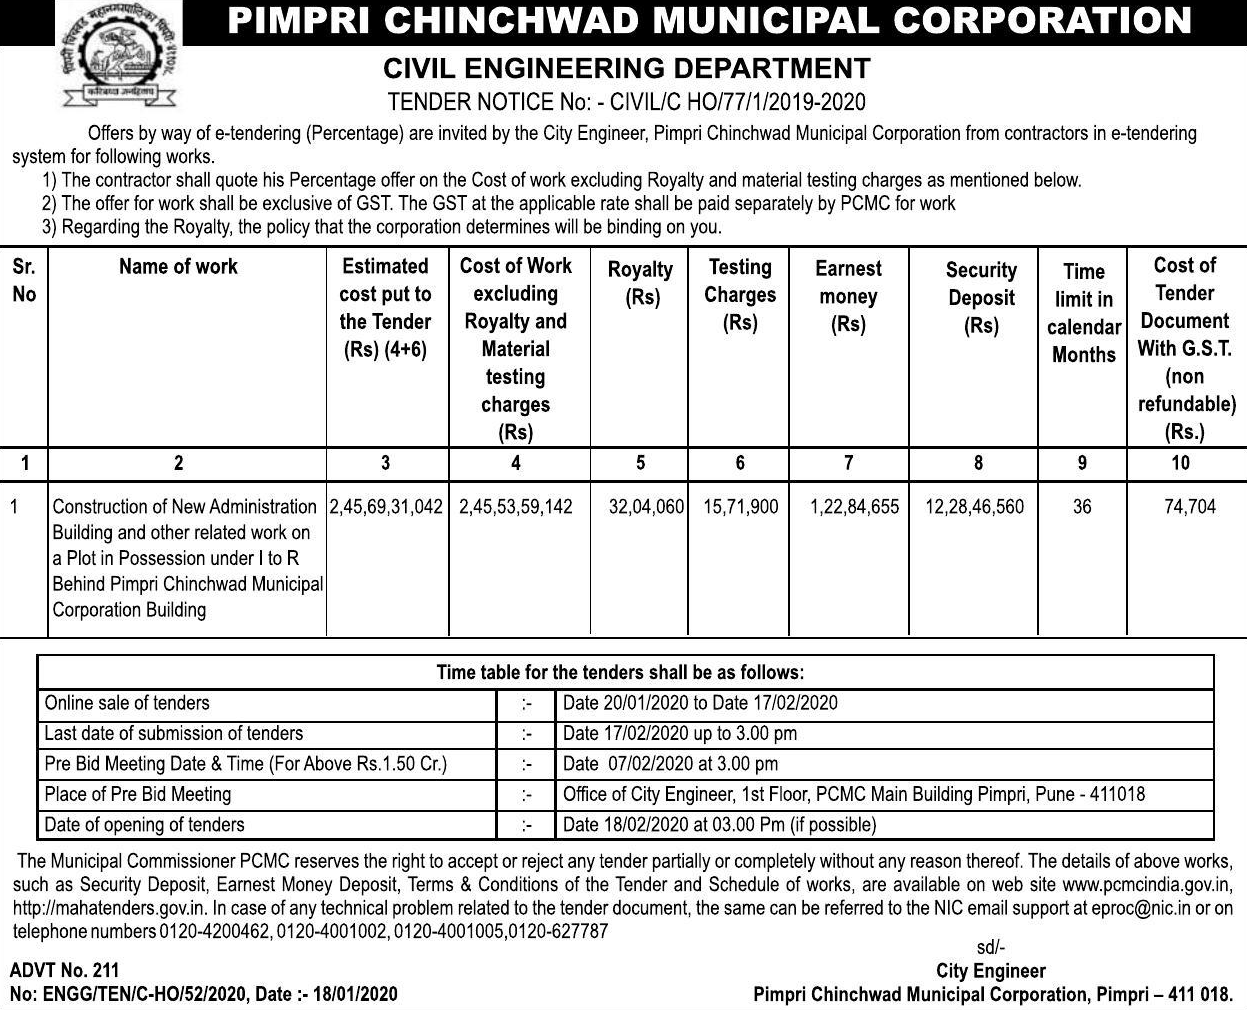 PIMPRI CHINCHWAD MUNICIPAL CORPORATION
CIVIL ENGINEERING DEPARTMENT
TENDER NOTICE No: - CIVIL/C HO/77/1/2019-2020
Offers by way of e-tendering (Percentage) are invited by the City Engineer, Pimpri Chinchwad Municipal Corporation from contractors in e-tendering
system for following works.
1) The contractor shall quote his Percentage offer on the Cost of work excluding Royalty and material testing charges as mentioned below.
2) The offer for work shall be exclusive of GST. The GST at the applicable rate shall be paid separately by PCMC for work
3) Regarding the Royalty, the policy that the corporation determines will be binding on you.
Sr. No
Name of work
Estimated cost put to the Tender (Rs) (4+6)
Cost of Work excluding Royalty and Material testing charges (Rs)
Royalty (Rs)
Testing Charges (Rs)
Earnest money (Rs)
Security Deposit (Rs)
Time limit in calendar Months
Cost of Tender Document With G.S.T. (non refundable) (Rs.)
1 2 3 4 5 6 7 8 9 10
1 Construction of New Administration 2,45,69,31,042 2,45,53,59,142 32,04,060 15,71,900 1,22,84,655 12,28,46,560 36 74,704
Building and other related work on
a Plot in Possession under I to R
Behind Pimpri Chinchwad Municipal
Corporation Building
Time table for the tenders shall be as follows:
Online sale of tenders :- Date 20/01/2020 to Date 17/02/2020
Last date of submission of tenders :- Date 17/02/2020 up to 3.00 pm
Pre Bid Meeting Date & Time (For Above Rs.1.50 Cr.) :- Date 07/02/2020 at 3.00 pm
Place of Pre Bid Meeting :- Office of City Engineer, 1st Floor, PCMC Main Building Pimpri, Pune - 411018
Date of opening of tenders :- Date 18/02/2020 at 03.00 Pm (if possible)
The Municipal Commissioner PCMC reserves the right to accept or reject any tender partially or completely without any reason thereof. The details of above works,
such as Security Deposit, Earnest Money Deposit, Terms & Conditions of the Tender and Schedule of works, are available on web site www.pcmcindia.gov.in,
http://mahatenders.gov.in. In case of any technical problem related to the tender document, the same can be referred to the NIC email support at eproc@nic.in or on
telephone numbers 0120-4200462, 0120-4001002, 0120-4001005,0120-627787
sd/-
ADVT No. 211 City Engineer
No: ENGG/TEN/C-HO/52/2020, Date :- 18/01/2020 Pimpri Chinchwad Municipal Corporation, Pimpri – 411 018.